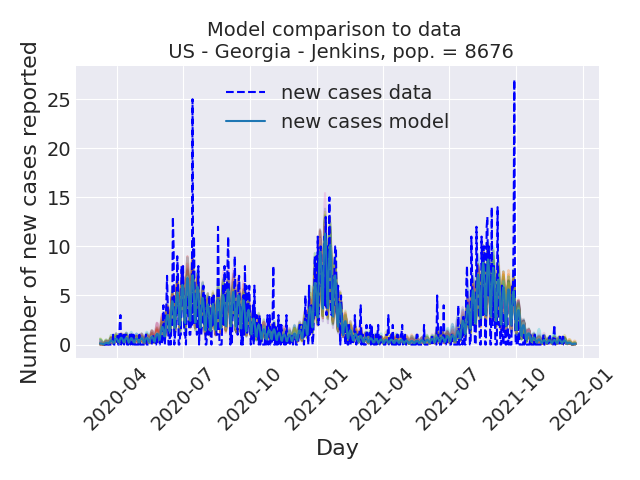 Model comparison to data
US - Georgia - Jenkins, pop. = 8676
new cases data
new cases model
Number of new cases reported
25
20
15
10
5
0
2020-04
2020-07
2020-10
2021-01
2021-04
2021-07
2021-10
2022-01
Day